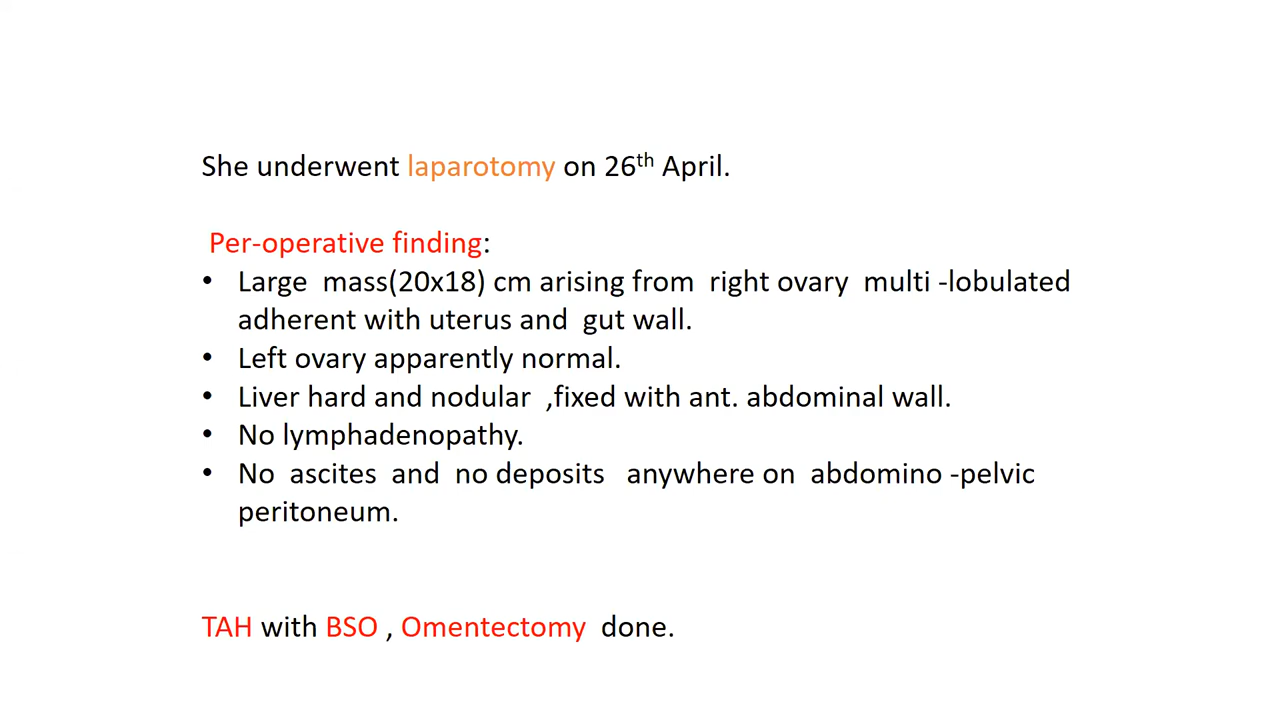 She underwent laparotomy on 26th April.
Per-operative finding:
• Large mass(20x18) cm arising from right ovary multi -lobulated
adherent with uterus and gut wall.
• Left ovary apparently normal.
• Liver hard and nodular ,fixed with ant. abdominal wall.
• No lymphadenopathy.
• No ascites and no deposits anywhere on abdomino -pelvic
peritoneum.
TAH with BSO , Omentectomy done.